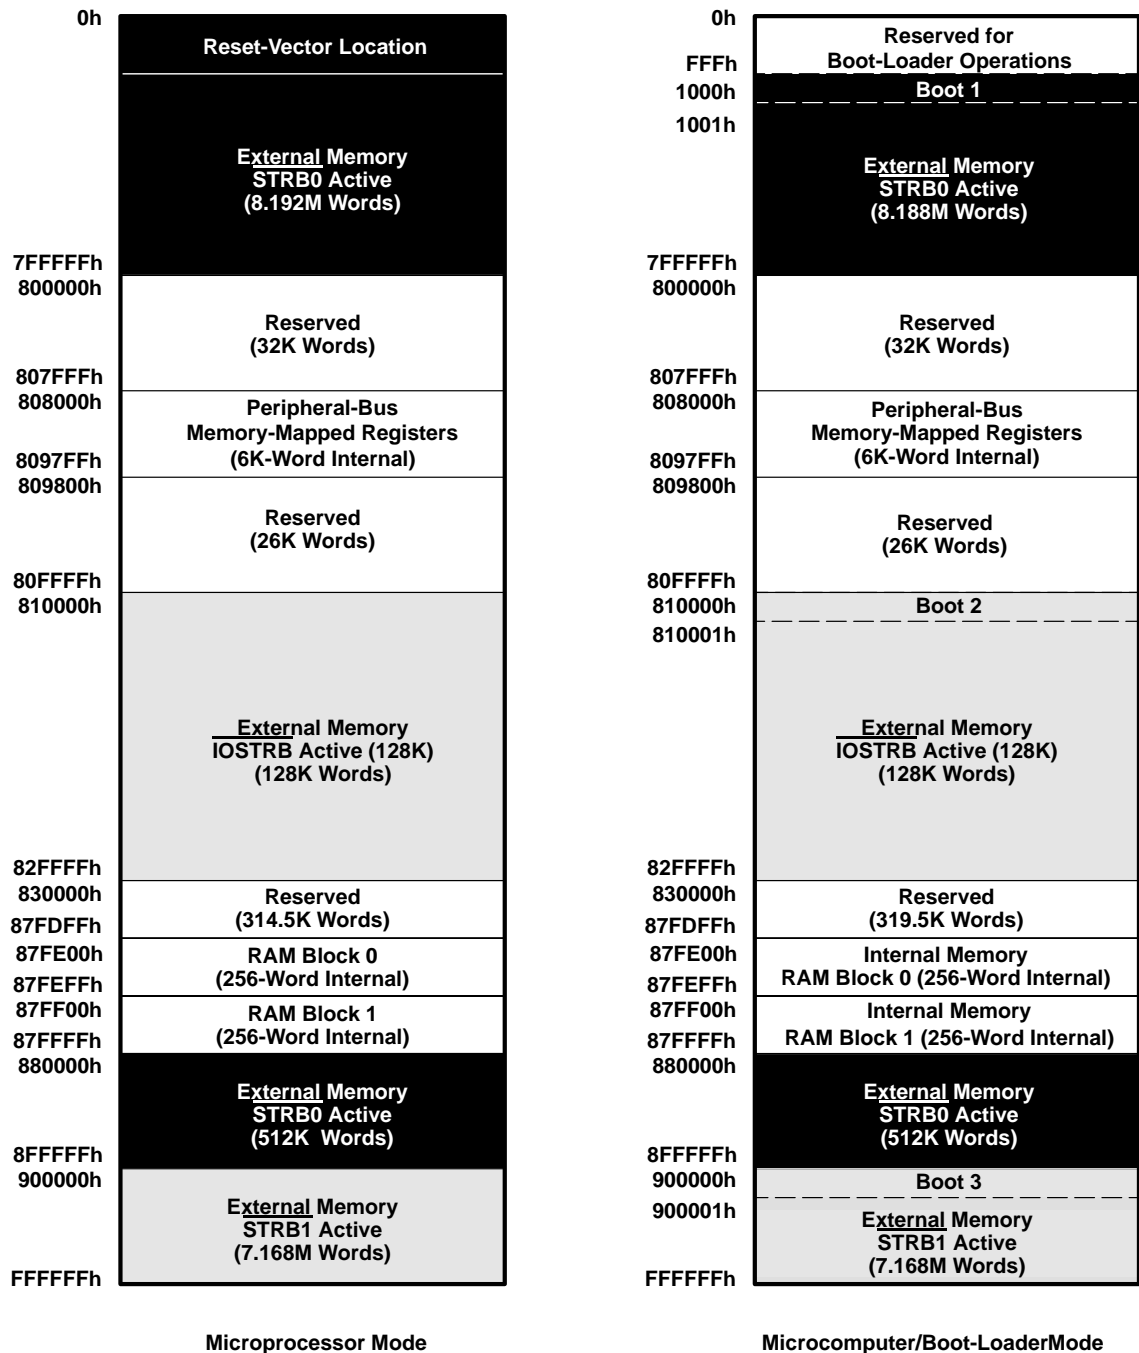 0h
Reset-Vector Location
External Memory
STRB0 Active
(8.192M Words)
7FFFFFh
800000h
Reserved
(32K Words)
807FFFh
808000h
Peripheral-Bus
Memory-Mapped Registers
(6K-Word Internal)
8097FFh
809800h
Reserved
(26K Words)
80FFFFh
810000h
External Memory
IOSTRB Active (128K)
(128K Words)
82FFFFh
830000h
Reserved
(314.5K Words)
87FDFFh
87FE00h
RAM Block 0
(256-Word Internal)
87FEFFh
87FF00h
RAM Block 1
(256-Word Internal)
87FFFFh
880000h
External Memory
STRB0 Active
(512K Words)
8FFFFFh
900000h
External Memory
STRB1 Active
(7.168M Words)
FFFFFFh
Microprocessor Mode
0h
Reserved for
Boot-Loader Operations
FFFh
1000h
Boot 1
1001h
External Memory
STRB0 Active
(8.188M Words)
7FFFFFh
800000h
Reserved
(32K Words)
807FFFh
808000h
Peripheral-Bus
Memory-Mapped Registers
(6K-Word Internal)
8097FFh
809800h
Reserved
(26K Words)
80FFFFh
810000h
Boot 2
810001h
External Memory
IOSTRB Active (128K)
(128K Words)
82FFFFh
830000h
Reserved
(319.5K Words)
87FDFFh
87FE00h
Internal Memory
RAM Block 0 (256-Word Internal)
87FEFFh
87FF00h
Internal Memory
RAM Block 1 (256-Word Internal)
87FFFFh
880000h
External Memory
STRB0 Active
(512K Words)
8FFFFFh
900000h
Boot 3
900001h
External Memory
STRB1 Active
(7.168M Words)
FFFFFFh
Microcomputer/Boot-LoaderMode